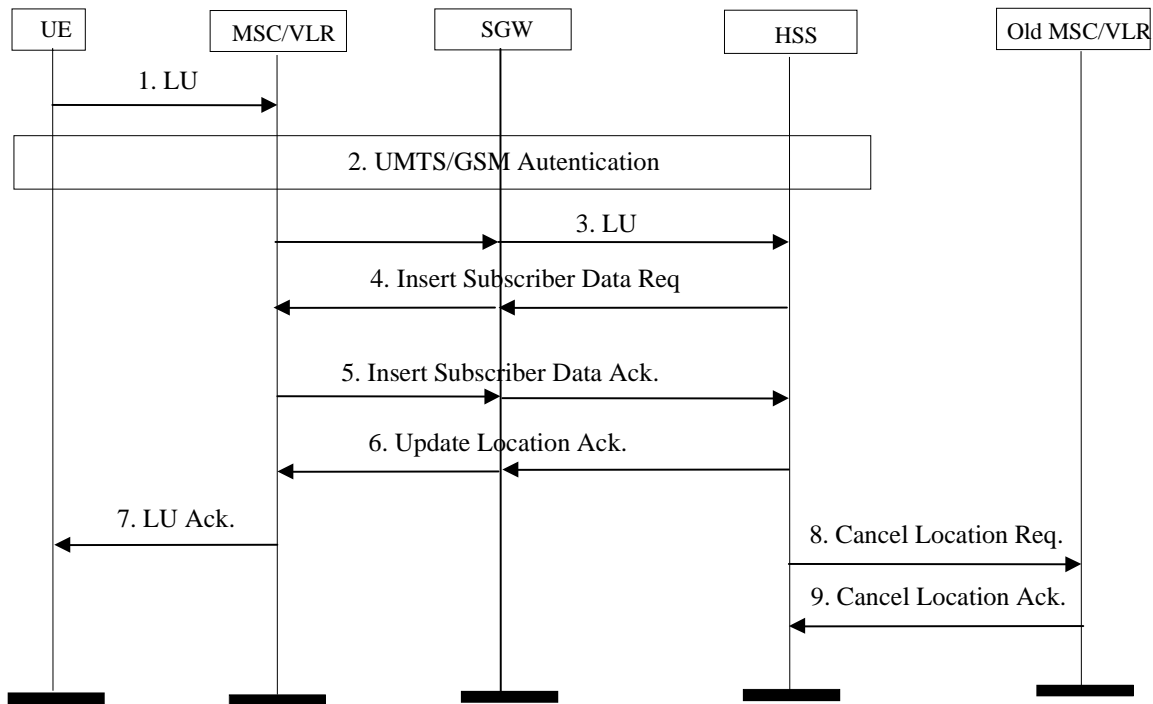 UE
MSC/VLR
SGW
HSS
Old MSC/VLR
1. LU
2. UMTS/GSM Autentication
3. LU
4. Insert Subscriber Data Req
5. Insert Subscriber Data Ack.
6. Update Location Ack.
7. LU Ack.
8. Cancel Location Req.
9. Cancel Location Ack.